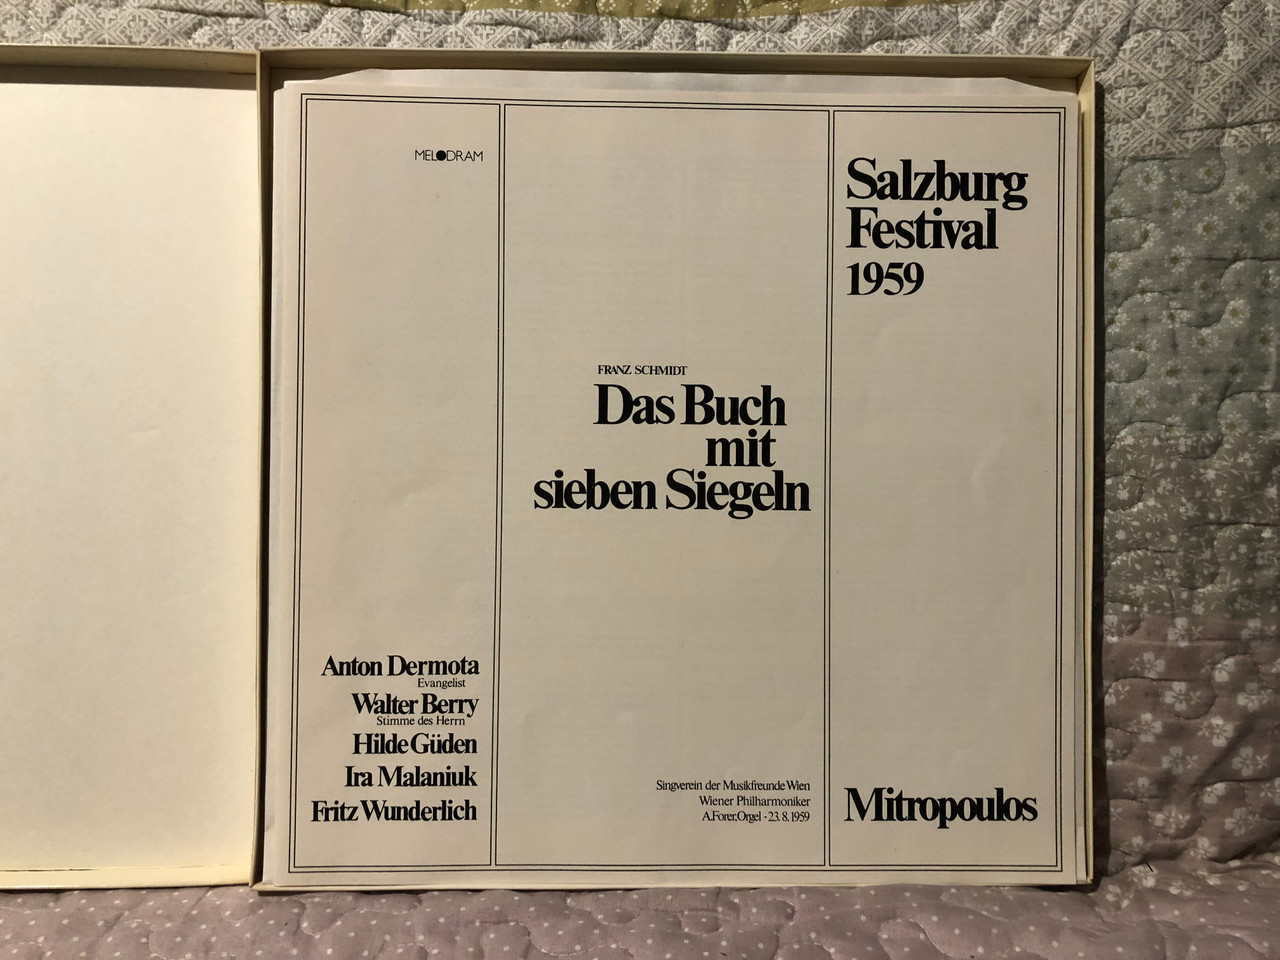 MELODRAM
Anton Dermota
Evangelist
Walter Berry
Stimme des Herrn
Hilde Güden
Ira Malaniuk
Fritz Wunderlich
FRANZ SCHMIDT
Das Buch
mit
sieben Siegeln
Singverein der Musikfreunde Wien
Wiener Philharmoniker
A.Forer,Orgel - 23. 8. 1959
Salzburg
Festival
1959
Mitropoulos